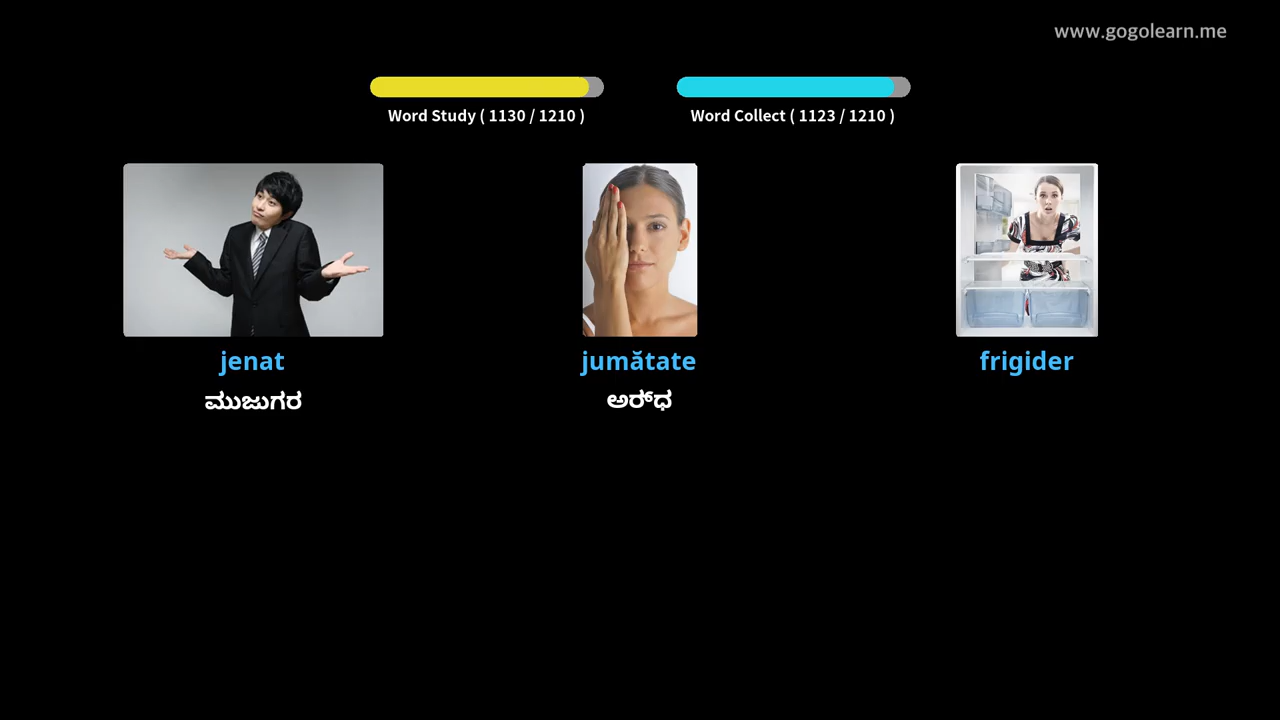 www.gogolearn.me
Word Study ( 1130 / 1210 )
Word Collect ( 1123 / 1210 )
jenat
ಮುಜುಗರ
jumătate
ಅರ್ಧ
frigider